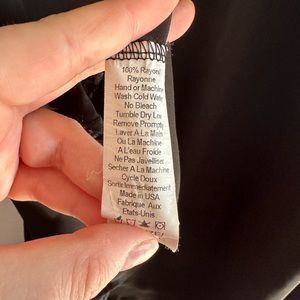 100% Rayon
Rayonne
Hand or Machine
Wash Cold Water
No Bleach
Tumble Dry Low
Remove Promptly
Laver A La Main
Ou La Machine
A L'eau Froide
Ne Pas Javelliser
Secher A La Machine
Cycle Doux
Sortir Immediatement
Made in USA
Fabrique Aux
Etats-Unis